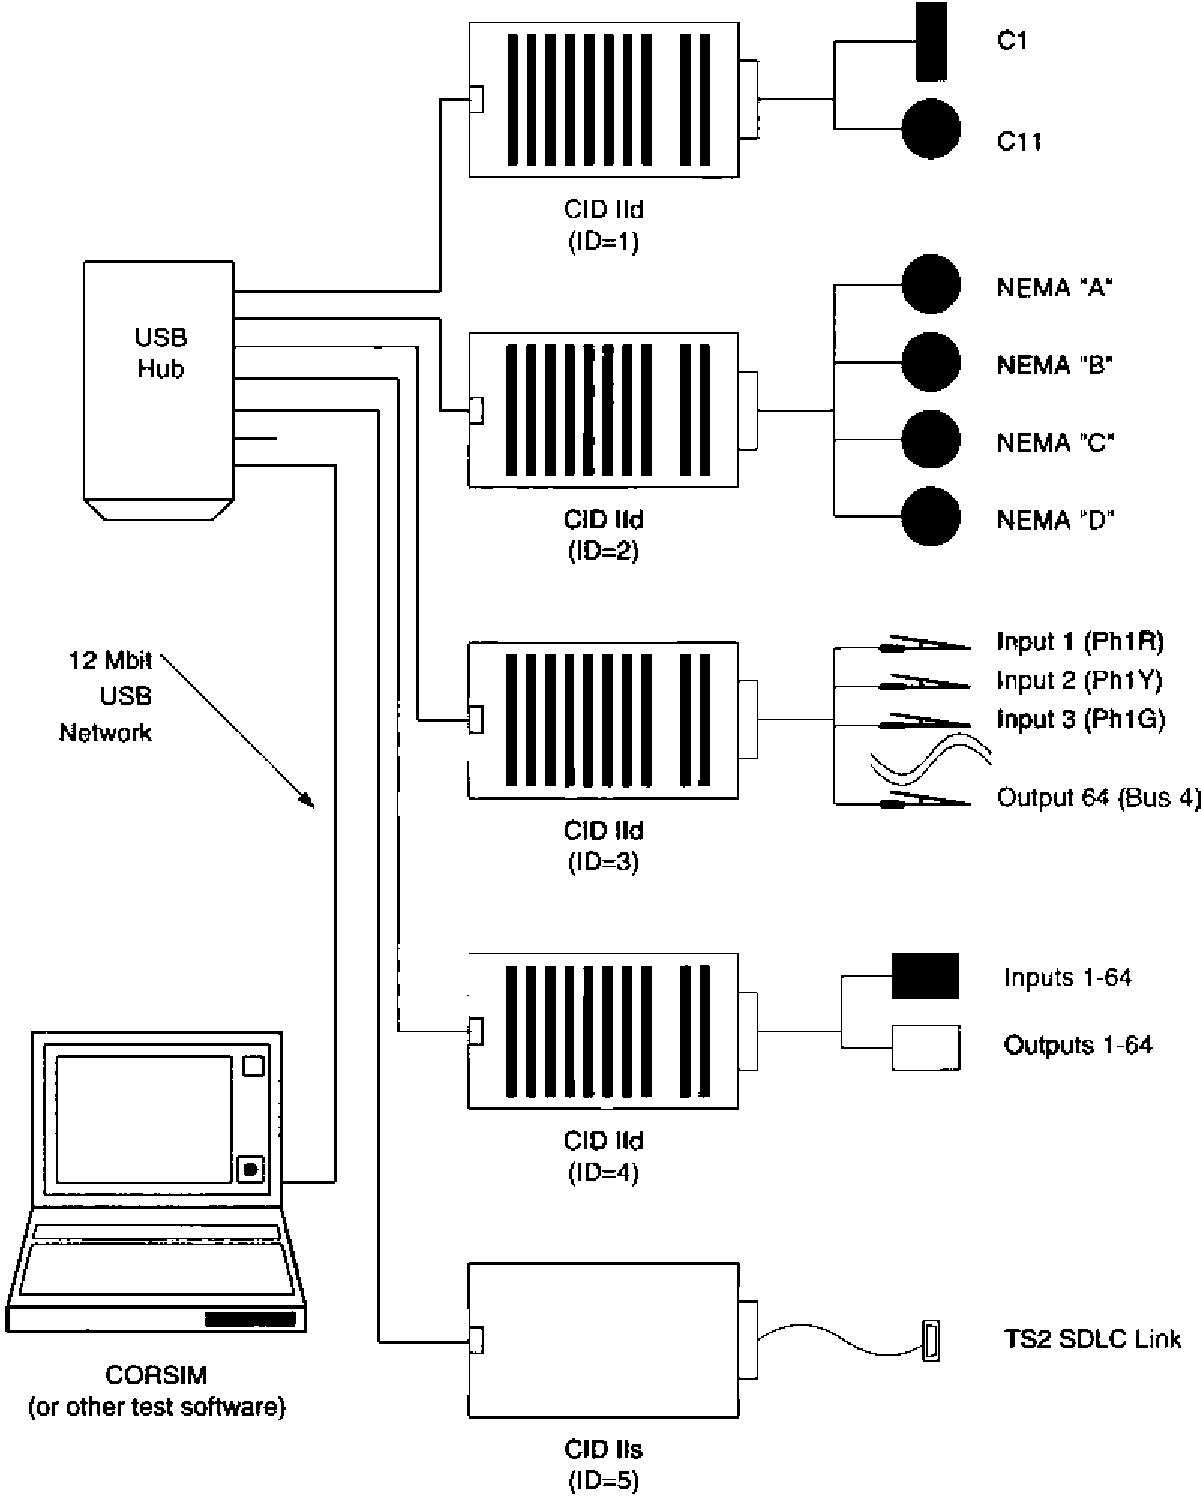 C1
C11
CID IId
(ID=1)
USB
Hub
NEMA "A"
NEMA "B"
NEMA "C"
NEMA "D"
CID IId
(ID=2)
12 Mbit
USB
Network
Input 1 (Ph1R)
Input 2 (Ph1Y)
Input 3 (Ph1G)
Output 64 (Bus 4)
CID IId
(ID=3)
Inputs 1-64
Outputs 1-64
CID IId
(ID=4)
TS2 SDLC Link
CORSIM
(or other test software)
CID IIs
(ID=5)